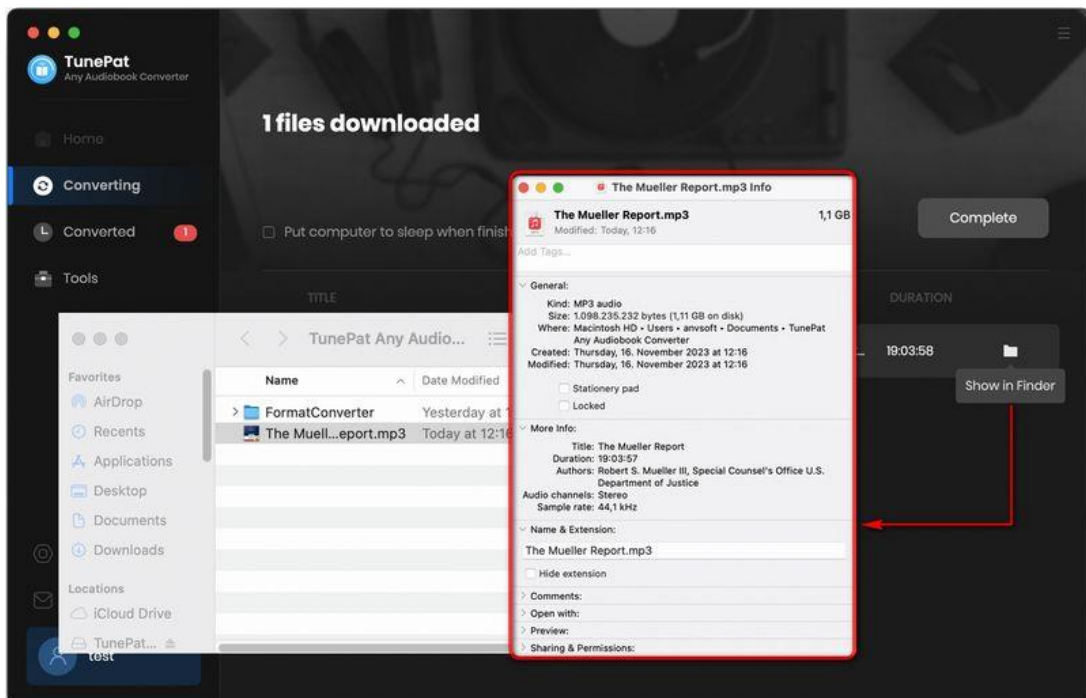 TunePat
Any Audiobook Converter
Home
Converting
Converted 1
Tools
1 files downloaded
Put computer to sleep when finish
Complete
TITLE
DURATION
19:03:58
Show in Finder
TunePat Any Audio...
Favorites
AirDrop
Recents
Applications
Desktop
Documents
Downloads
Locations
iCloud Drive
TunePat...
test
Name Date Modified
FormatConverter Yesterday at 1
The Muell...eport.mp3 Today at 12:16
The Mueller Report.mp3 Info
The Mueller Report.mp3 1,1 GB
Modified: Today, 12:16
Add Tags...
General:
Kind: MP3 audio
Size: 1.098.235.232 bytes (1,11 GB on disk)
Where: Macintosh HD • Users • anvsoft • Documents • TunePat
Any Audiobook Converter
Created: Thursday, 16. November 2023 at 12:16
Modified: Thursday, 16. November 2023 at 12:16
Stationery pad
Locked
More Info:
Title: The Mueller Report
Duration: 19:03:57
Authors: Robert S. Mueller III, Special Counsel's Office U.S.
Department of Justice
Audio channels: Stereo
Sample rate: 44,1 kHz
Name & Extension:
The Mueller Report.mp3
Hide extension
Comments:
Open with:
Preview:
Sharing & Permissions: